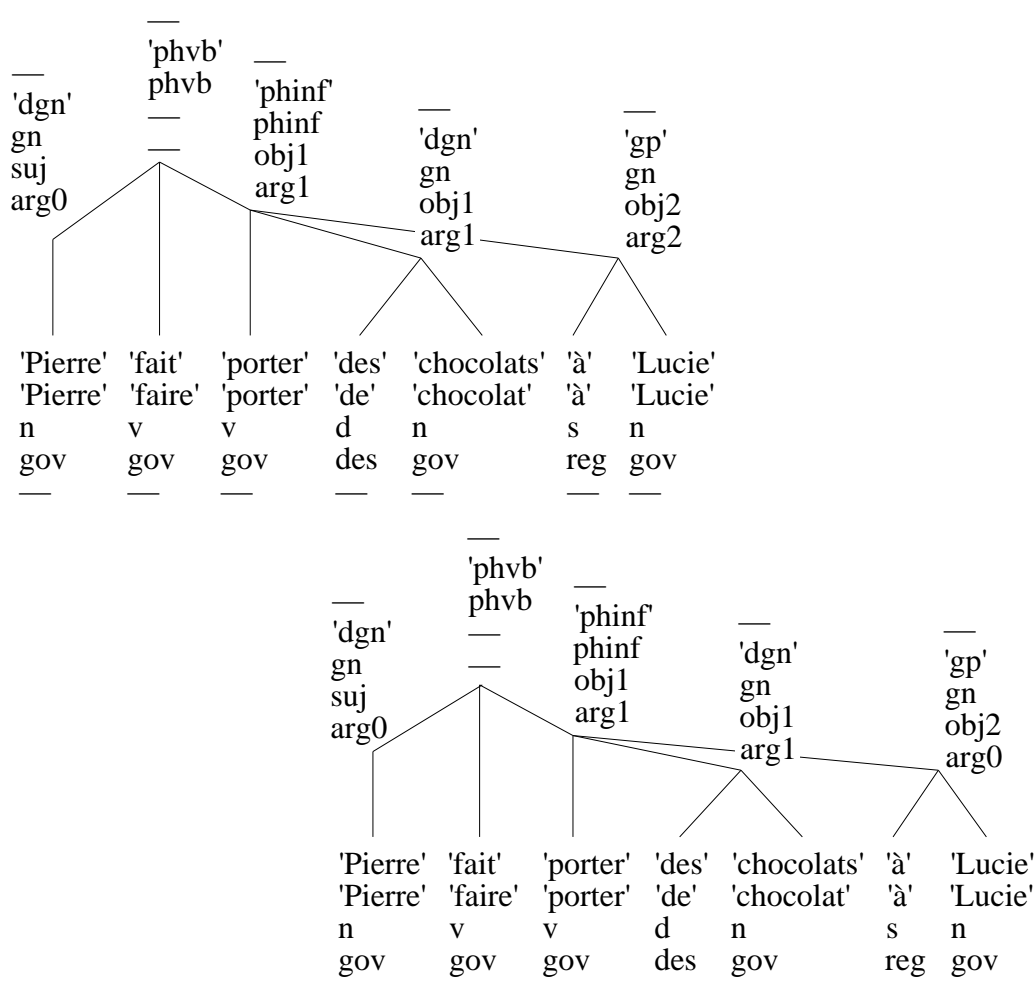 'phvb'
phvb
'dgn'
gn
suj
arg0
'phinf'
phinf
obj1
arg1
'dgn'
gn
obj1
arg1
'gp'
gn
obj2
arg2
'Pierre' 'fait' 'porter' 'des' 'chocolats' 'à' 'Lucie'
'Pierre' 'faire' 'porter' 'de' 'chocolat' 'à' 'Lucie'
n v v d n s n
gov gov gov des gov reg gov
'phvb'
phvb
'dgn'
gn
suj
arg0
'phinf'
phinf
obj1
arg1
'dgn'
gn
obj1
arg1
'gp'
gn
obj2
arg0
'Pierre' 'fait' 'porter' 'des' 'chocolats' 'à' 'Lucie'
'Pierre' 'faire' 'porter' 'de' 'chocolat' 'à' 'Lucie'
n v v d n s n
gov gov gov des gov reg gov